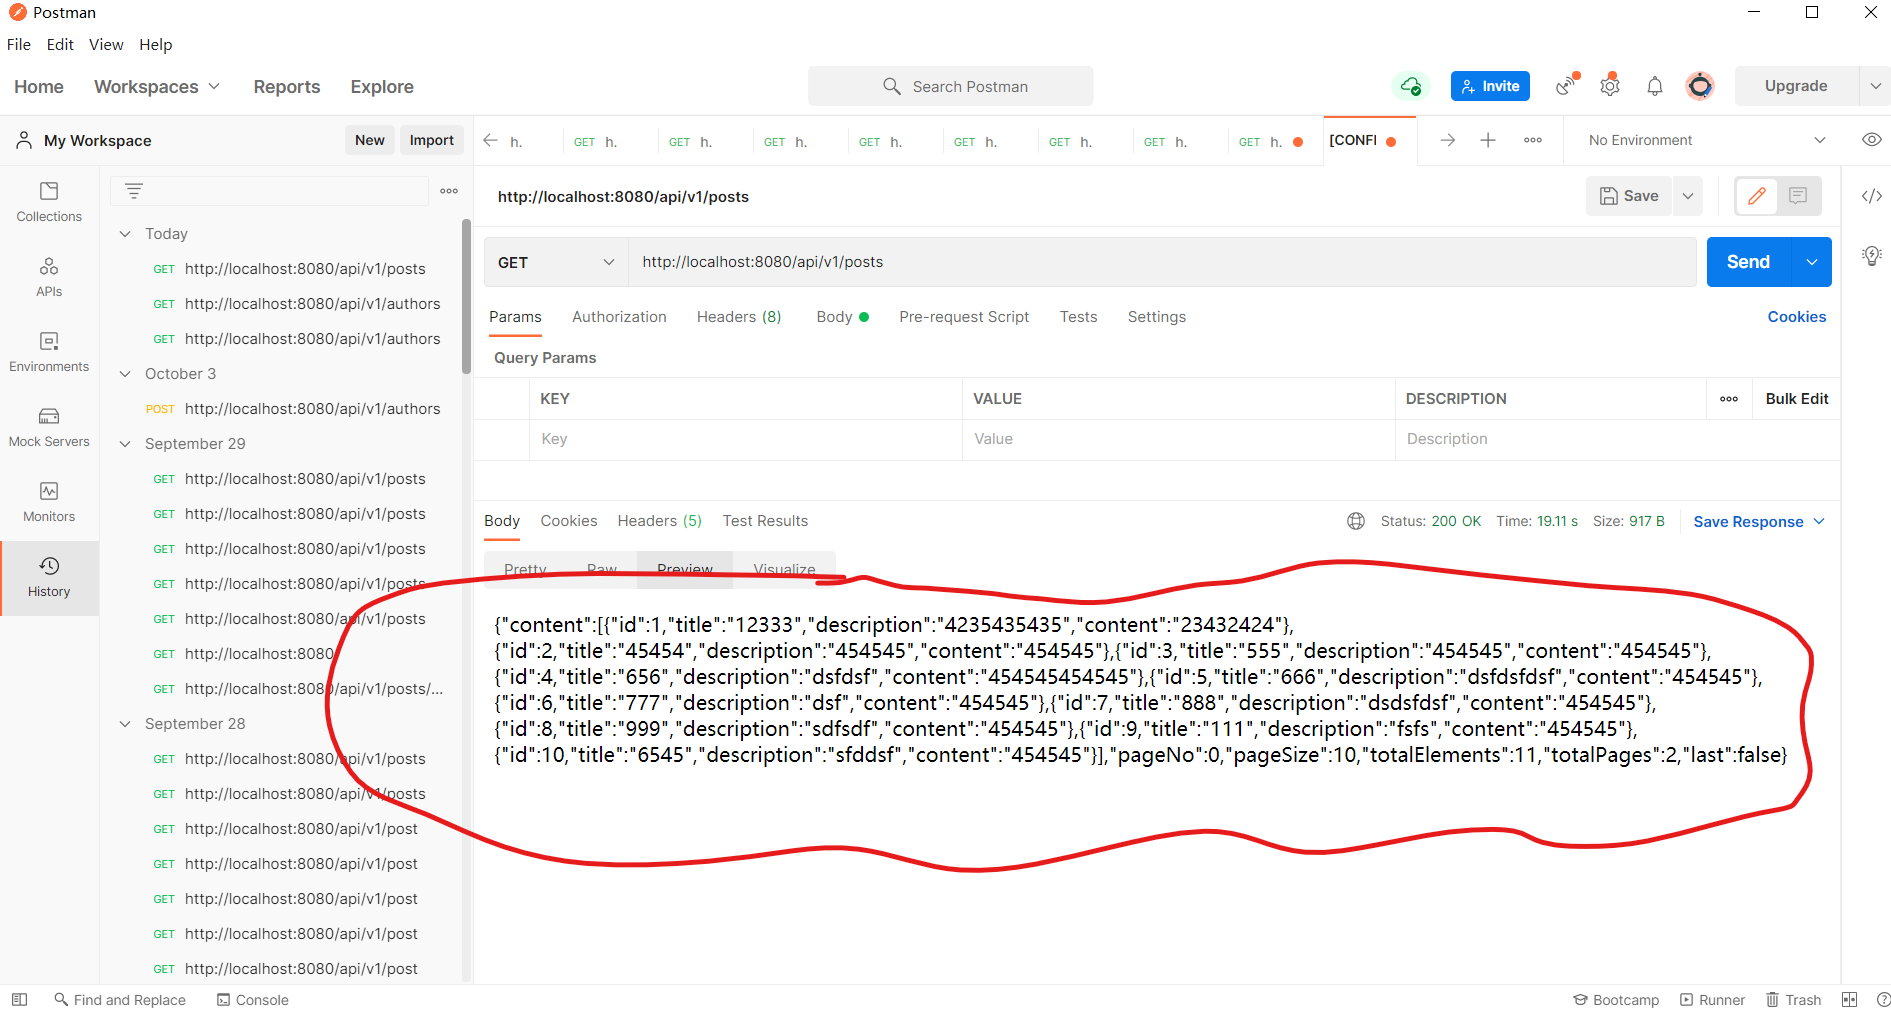 Postman
File Edit View Help
Home Workspaces Reports Explore Search Postman Invite Upgrade
My Workspace New Import h. GET h. GET h. GET h. GET h. GET h. GET h. GET h. GET h. [CONFI No Environment
http://localhost:8080/api/v1/posts Save
Collections
Today
GET http://localhost:8080/api/v1/posts
GET http://localhost:8080/api/v1/posts Send
APIs
GET http://localhost:8080/api/v1/authors
Params Authorization Headers (8) Body Pre-request Script Tests Settings Cookies
GET http://localhost:8080/api/v1/authors
Query Params
Environments
October 3
KEY VALUE DESCRIPTION Bulk Edit
POST http://localhost:8080/api/v1/authors
Key Value Description
Mock Servers
September 29
GET http://localhost:8080/api/v1/posts
Monitors
GET http://localhost:8080/api/v1/posts
Body Cookies Headers (5) Test Results Status: 200 OK Time: 19.11 s Size: 917 B Save Response
GET http://localhost:8080/api/v1/posts
Pretty Raw Preview Visualize
GET http://localhost:8080/api/v1/posts
History
GET http://localhost:8080/api/v1/posts
GET http://localhost:8080
GET http://localhost:8080/api/v1/posts/...
{"content":[{"id":1,"title":"12333","description":"4235435435","content":"23432424"},
{"id":2,"title":"45454","description":"454545","content":"454545"},{"id":3,"title":"555","description":"454545","content":"454545"},
{"id":4,"title":"656","description":"dsfdsf","content":"454545454545"},{"id":5,"title":"666","description":"dsfdsfdsf","content":"454545"},
{"id":6,"title":"777","description":"dsf","content":"454545"},{"id":7,"title":"888","description":"dsdsfdsf","content":"454545"},
{"id":8,"title":"999","description":"sdfsdf","content":"454545"},{"id":9,"title":"111","description":"fsfs","content":"454545"},
{"id":10,"title":"6545","description":"sfddsf","content":"454545"}],"pageNo":0,"pageSize":10,"totalElements":11,"totalPages":2,"last":false}
September 28
GET http://localhost:8080/api/v1/posts
GET http://localhost:8080/api/v1/posts
GET http://localhost:8080/api/v1/post
GET http://localhost:8080/api/v1/post
GET http://localhost:8080/api/v1/post
GET http://localhost:8080/api/v1/post
GET http://localhost:8080/api/v1/post
Find and Replace Console Bootcamp Runner Trash